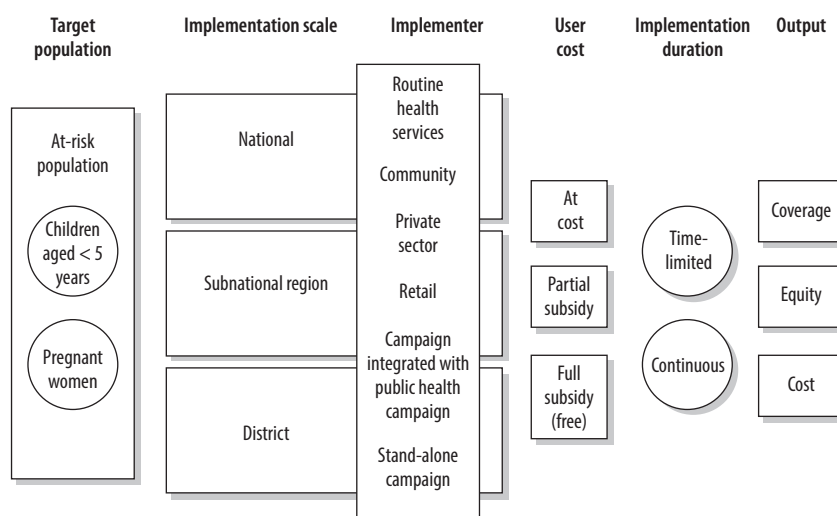 Target
population
Implementation scale
Implementer
User
cost
Implementation
duration
Output
At-risk
population
Children
aged < 5
years
Pregnant
women
National
Subnational region
District
Routine
health
services
Community
Private
sector
Retail
Campaign
integrated with
public health
campaign
Stand-alone
campaign
At
cost
Partial
subsidy
Full
subsidy
(free)
Time-
limited
Continuous
Coverage
Equity
Cost